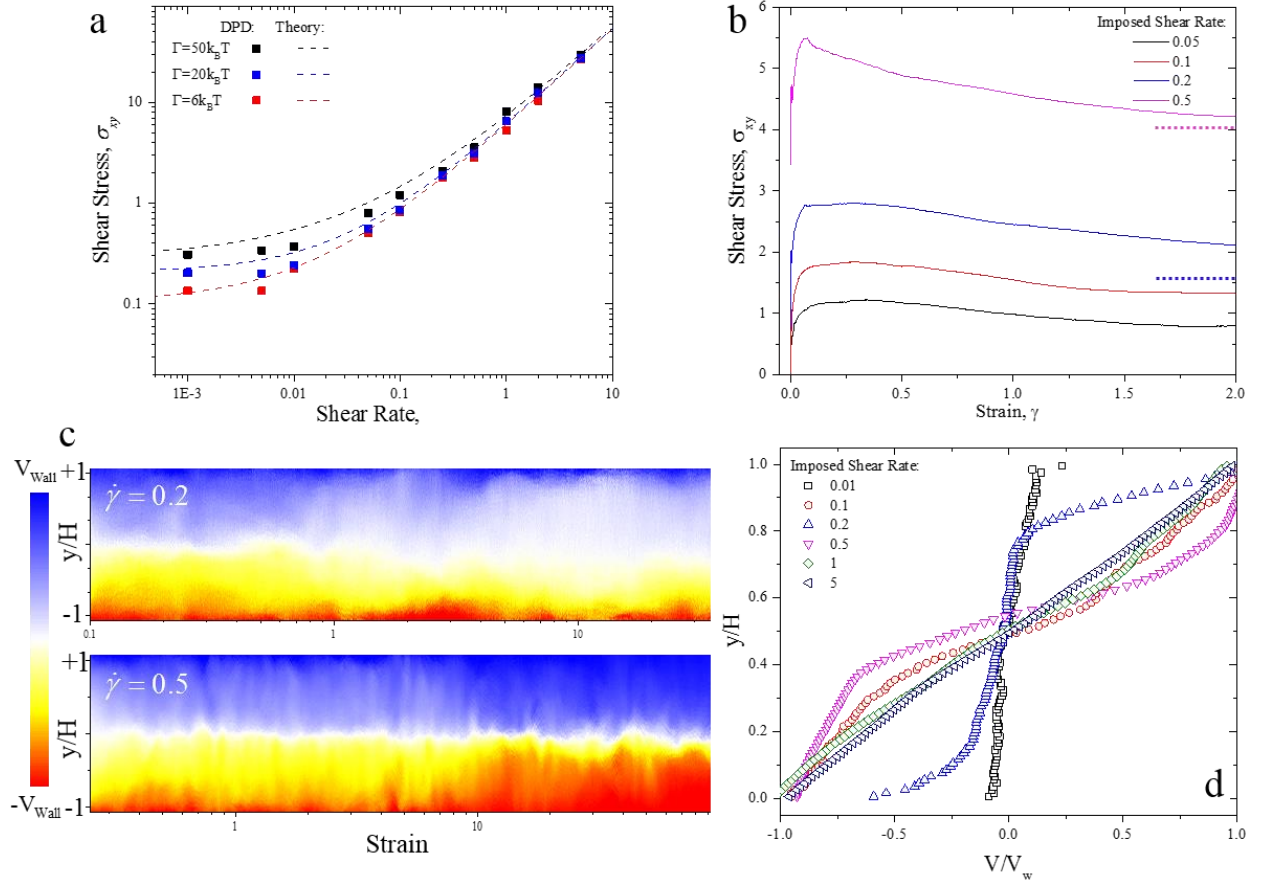 a
DPD: Theory:
Γ=50k_BT
Γ=20k_BT
Γ=6k_BT
Shear Stress, σ_xy
10
1
0.1
1E-3 0.01 0.1 1 10
Shear Rate,
b
Imposed Shear Rate:
0.05
0.1
0.2
0.5
Shear Stress, σ_xy
6
5
4
3
2
1
0
0.0 0.5 1.0 1.5 2.0
Strain, γ
c
V_Wall +1
γ̇ = 0.2
y/H
-1
0.1 1 10
+1
γ̇ = 0.5
y/H
-V_Wall -1
1 10
Strain
Imposed Shear Rate:
0.01
0.1
0.2
0.5
1
5
y/H
1.0
0.8
0.6
0.4
0.2
0.0
d
-1.0 -0.5 0.0 0.5 1.0
V/V_w